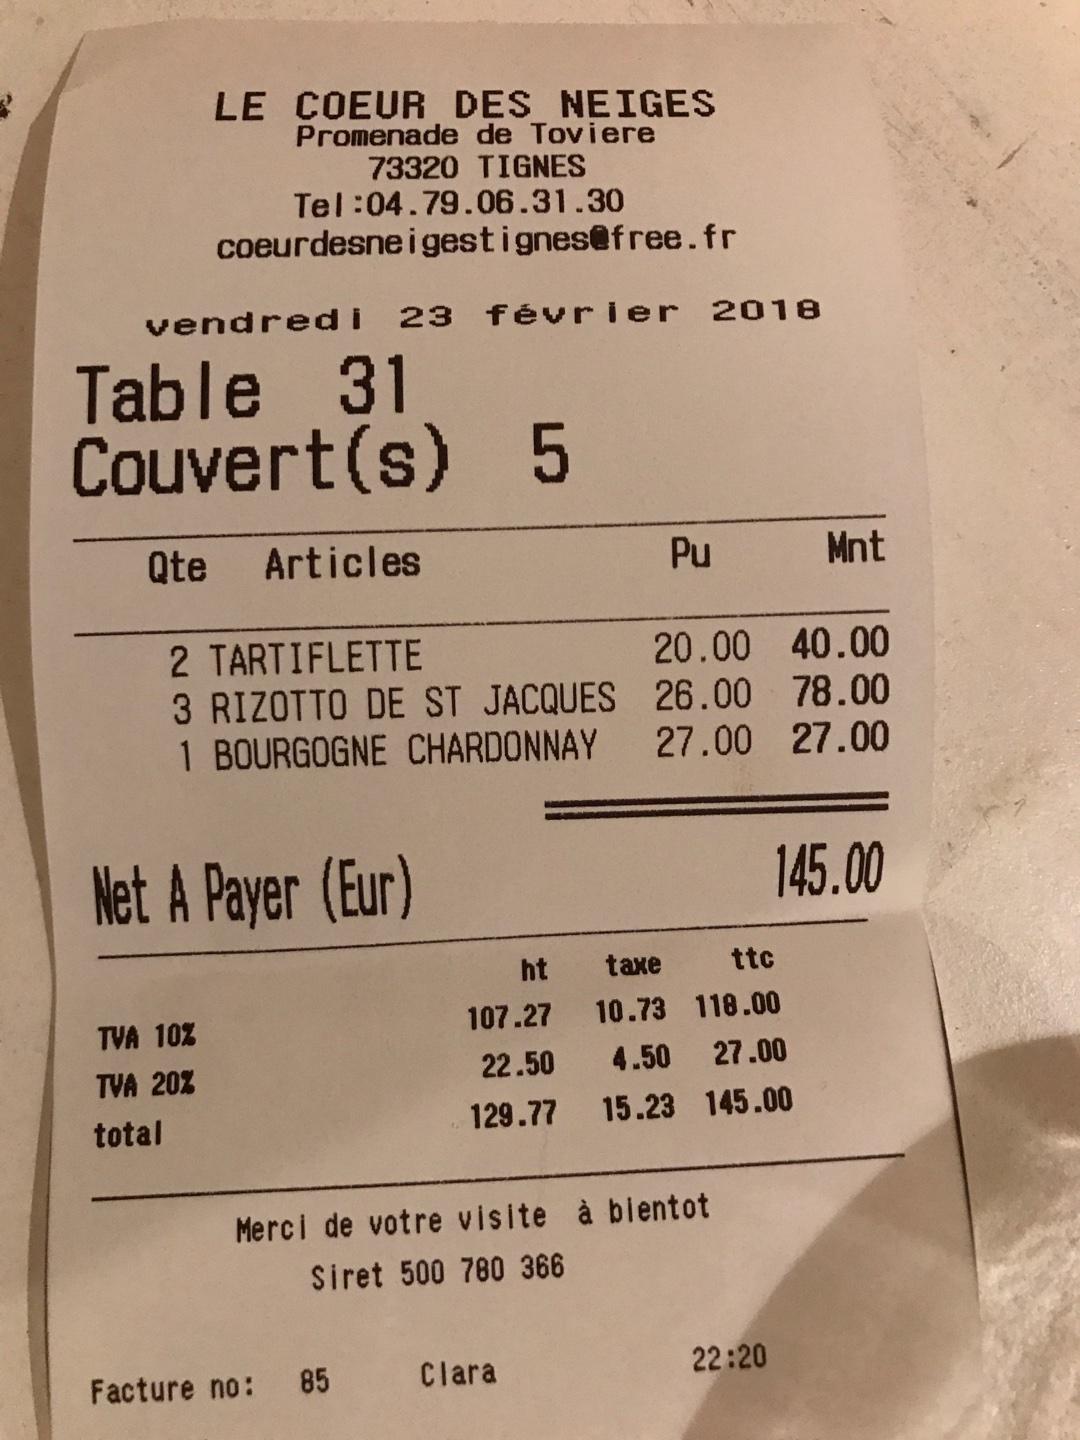 LE COEUR DES NEIGES
Promenade de Toviere
73320 TIGNES
Tel:04.79.06.31.30
coeurdesneigestignes@free.fr
vendredi 23 février 2018
Table 31
Couvert(s) 5
Qte Articles Pu Mnt
2 TARTIFLETTE 20.00 40.00
3 RIZOTTO DE ST JACQUES 26.00 78.00
1 BOURGOGNE CHARDONNAY 27.00 27.00
Net A Payer (Eur) 145.00
ht taxe ttc
TVA 10% 107.27 10.73 118.00
TVA 20% 22.50 4.50 27.00
total 129.77 15.23 145.00
Merci de votre visite à bientot
Siret 500 780 366
Facture no: 85 Clara 22:20